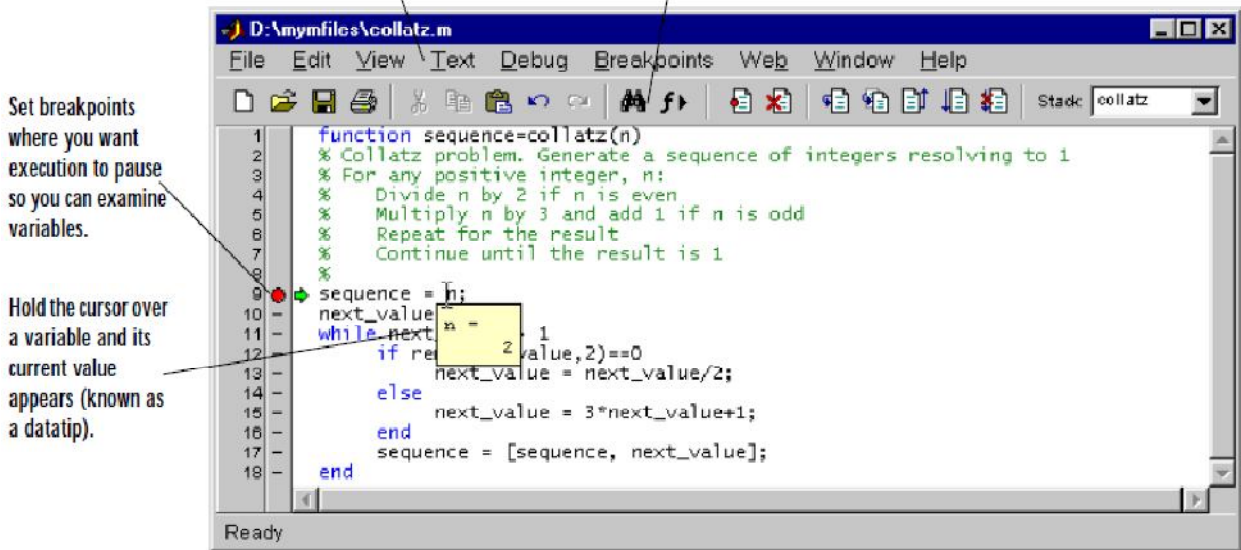 D:\mymfiles\collatz.m
File Edit View Text Debug Breakpoints Web Window Help
Stack: collatz
Set breakpoints
where you want
execution to pause
so you can examine
variables.
Hold the cursor over
a variable and its
current value
appears (known as
a datatip).
1 function sequence=collatz(n)
2 % Collatz problem. Generate a sequence of integers resolving to 1
3 % For any positive integer, n:
4 %    Divide n by 2 if n is even
5 %    Multiply n by 3 and add 1 if n is odd
6 %    Repeat for the result
7 %    Continue until the result is 1
8 %
9 sequence = n;
10 – next_value
11 – while next 1
12 – if re value,2)==0
13 – next_value = next_value/2;
14 – else
15 – next_value = 3*next_value+1;
16 – end
17 – sequence = [sequence, next_value];
18 – end
n =
2
Ready